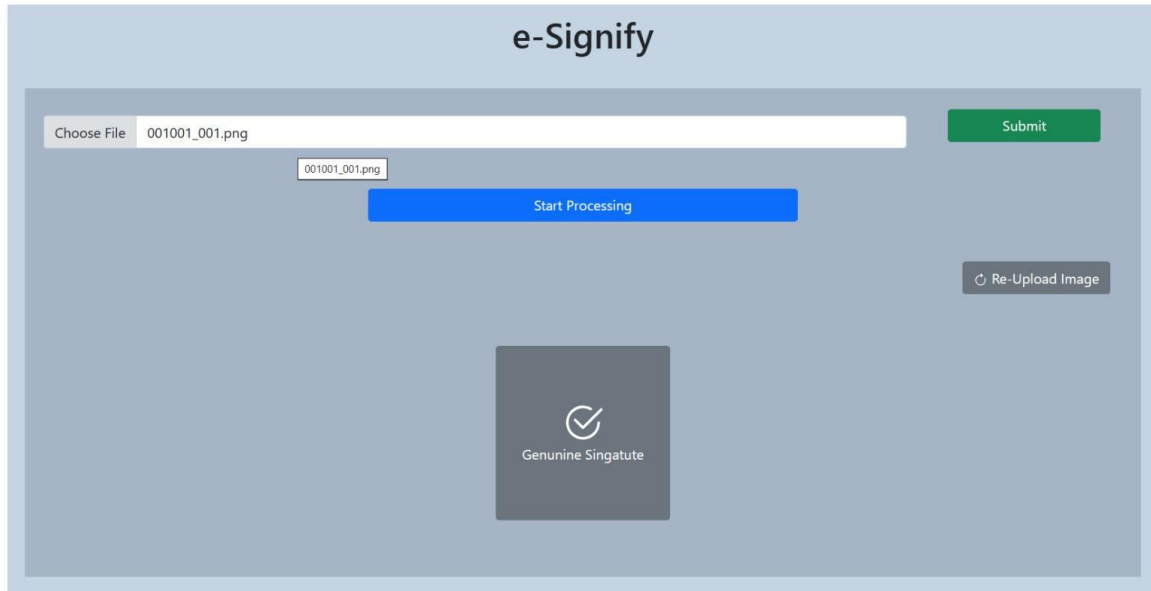 e-Signify
Choose File 001001_001.png
Submit
001001_001.png
Start Processing
Re-Upload Image
Genunine Singatute